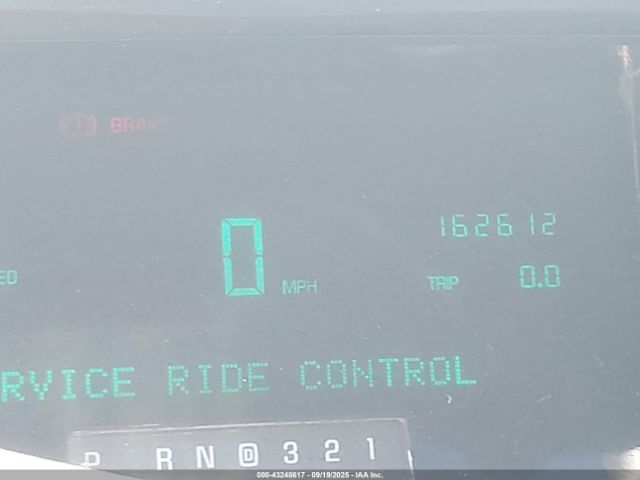 BRAKE
162612
0 MPH
ED
TRIP 0.0
RVICE RIDE CONTROL
P R N D 3 2 1
000-43248617 - 09/19/2025 - IAA Inc.